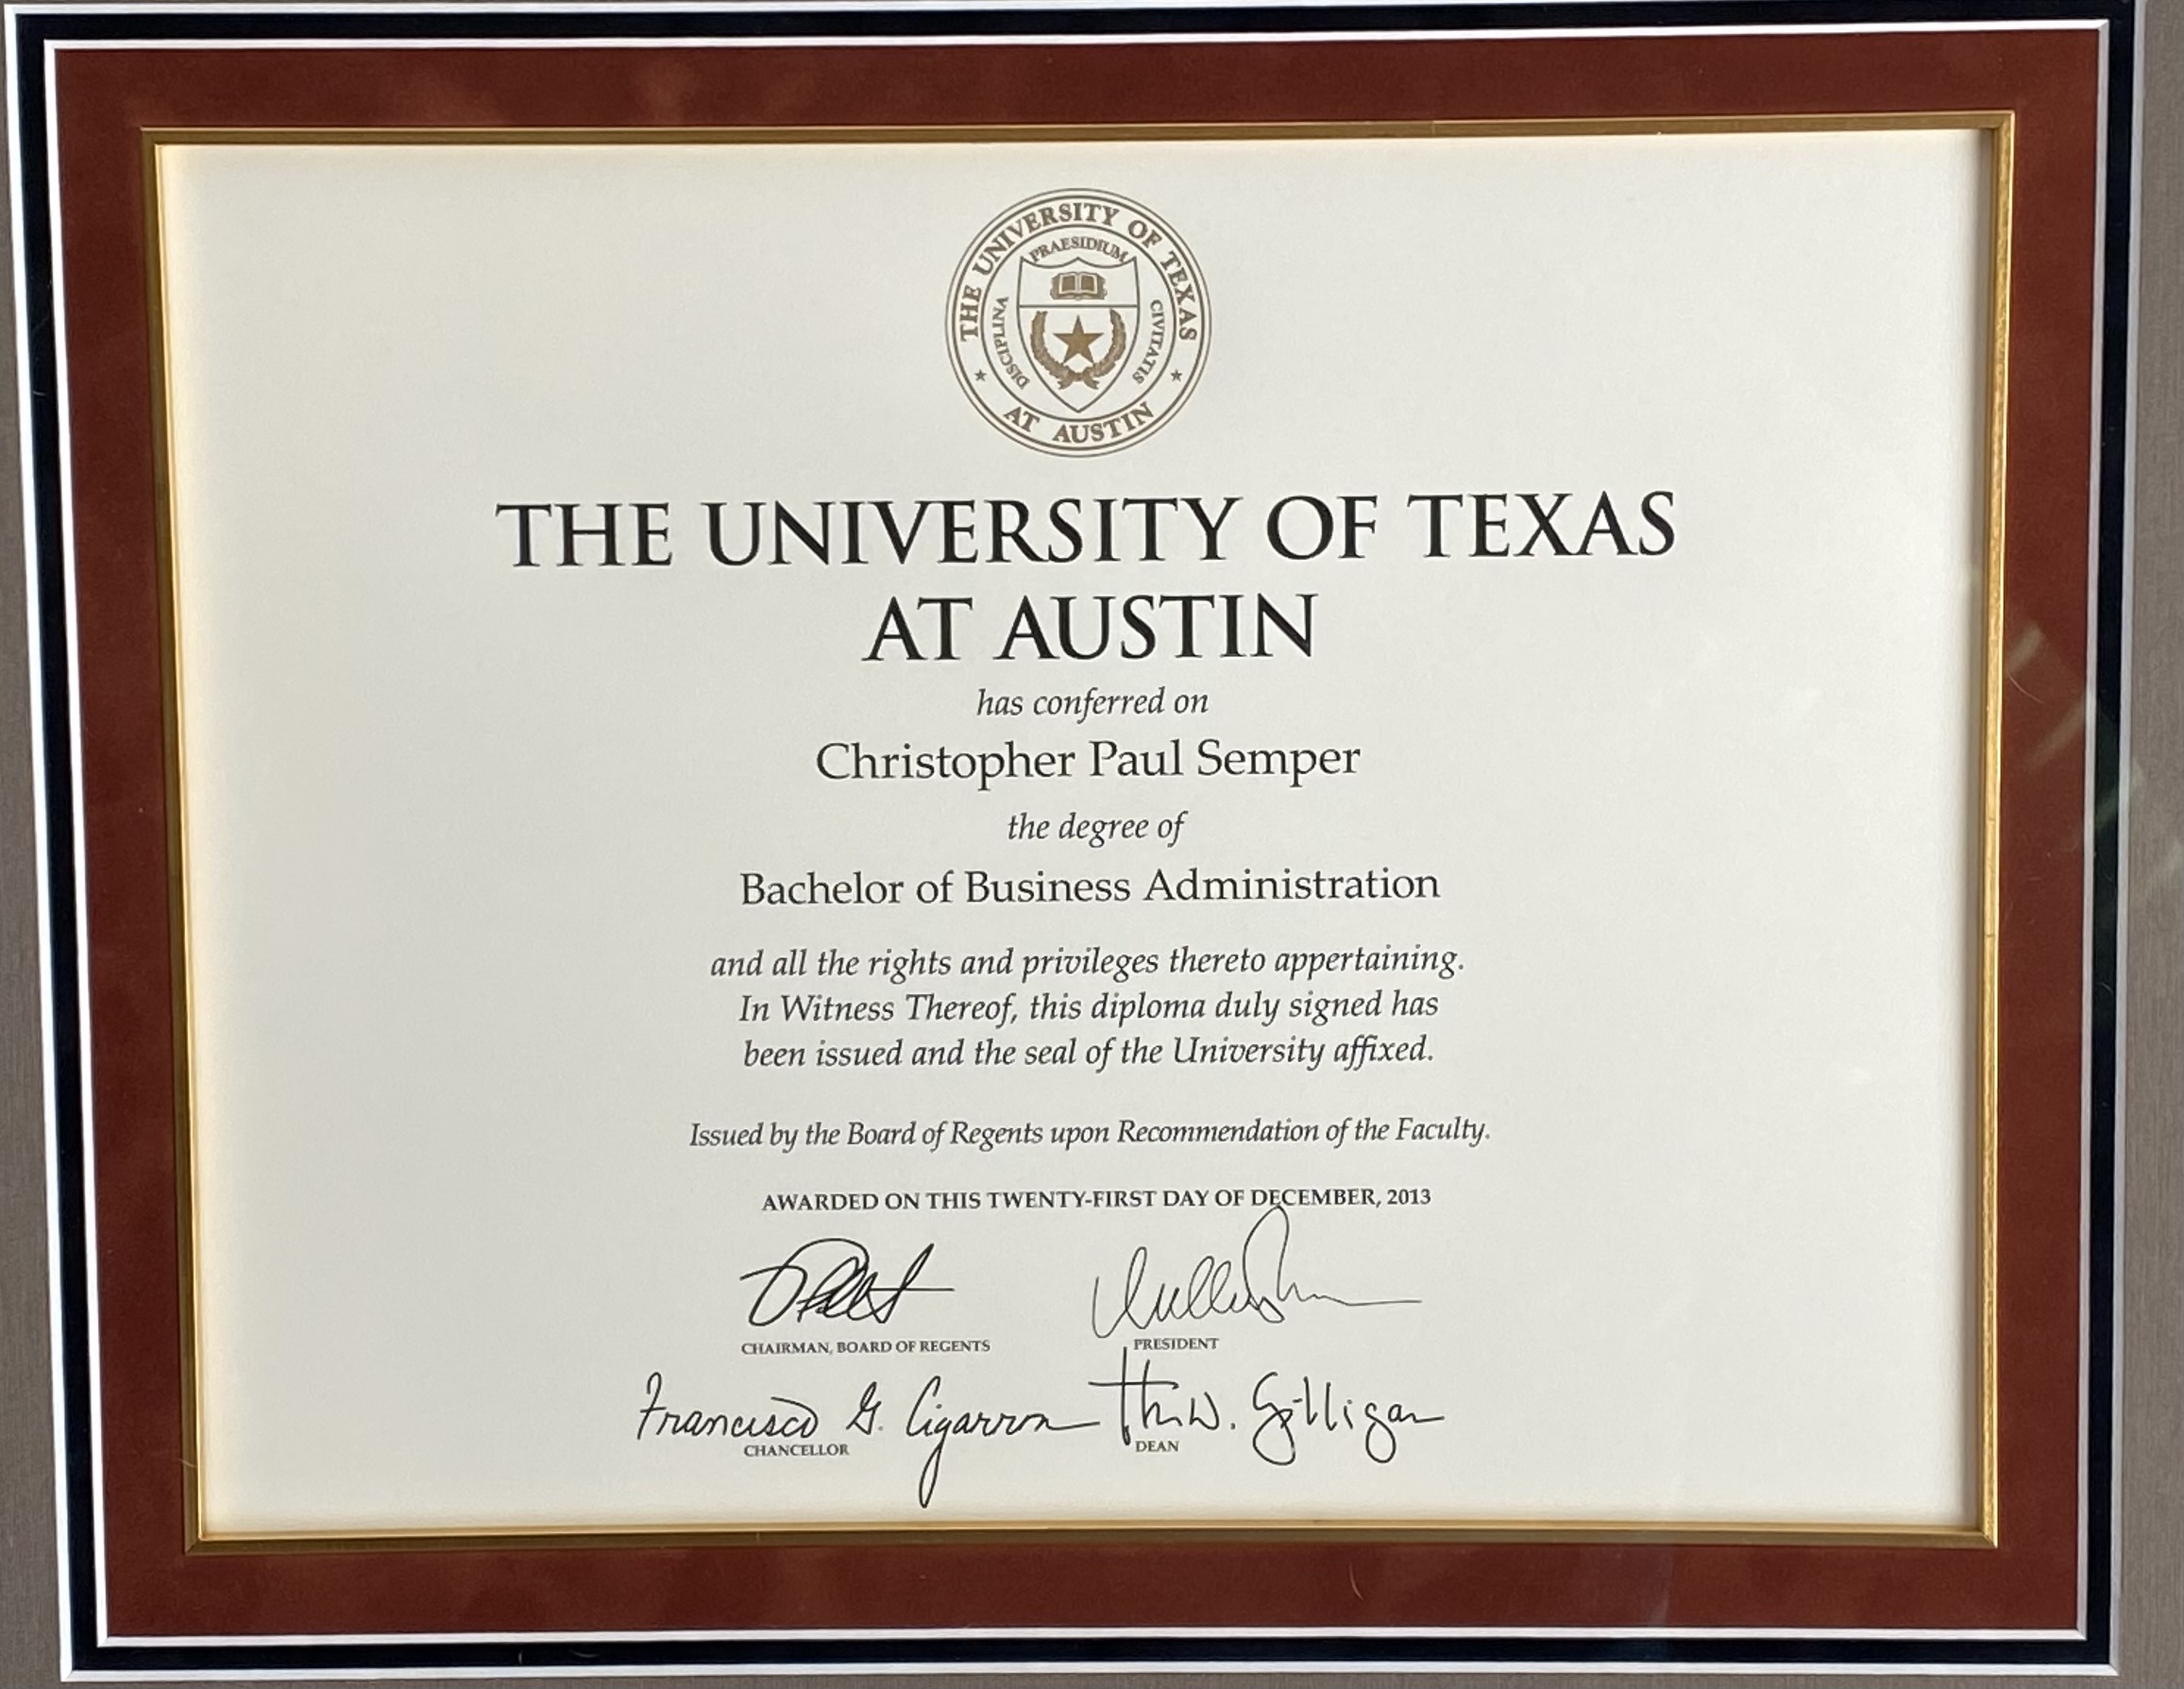 THE UNIVERSITY OF TEXAS
AT AUSTIN
PRAESIDIUM
DISCIPLINA
CIVITATIS
THE UNIVERSITY OF TEXAS
AT AUSTIN
has conferred on
Christopher Paul Semper
the degree of
Bachelor of Business Administration
and all the rights and privileges thereto appertaining.
In Witness Thereof, this diploma duly signed has
been issued and the seal of the University affixed.
Issued by the Board of Regents upon Recommendation of the Faculty.
AWARDED ON THIS TWENTY-FIRST DAY OF DECEMBER, 2013
CHAIRMAN, BOARD OF REGENTS
PRESIDENT
Francisco G. Cigarroa
CHANCELLOR
W. Gilligan
DEAN